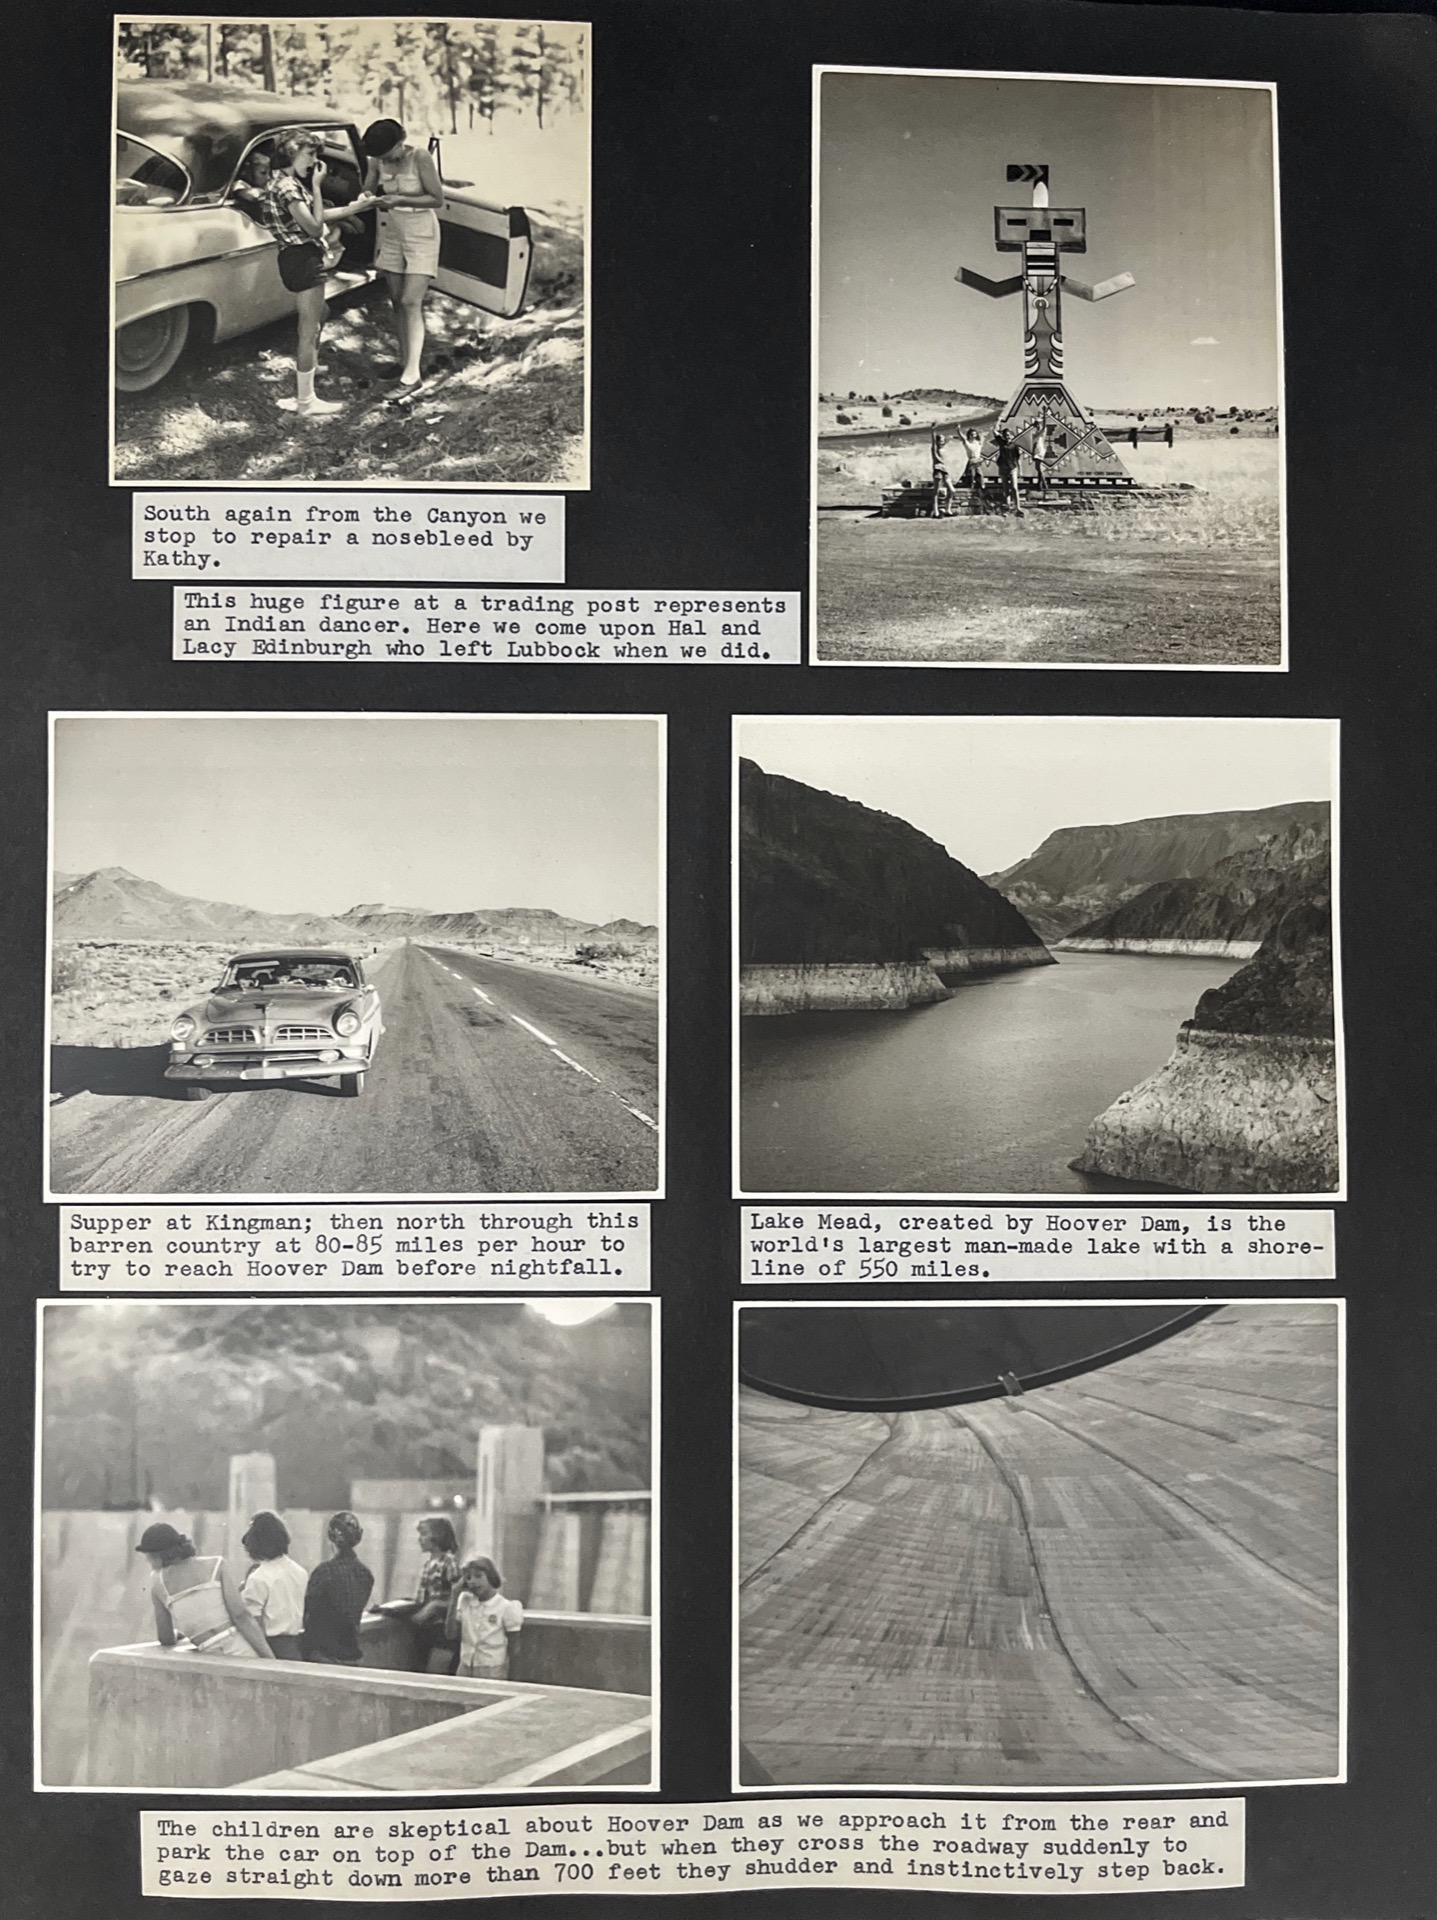 South again from the Canyon we
stop to repair a nosebleed by
Kathy.
This huge figure at a trading post represents
an Indian dancer. Here we come upon Hal and
Lacy Edinburgh who left Lubbock when we did.
Supper at Kingman; then north through this
barren country at 80-85 miles per hour to
try to reach Hoover Dam before nightfall.
Lake Mead, created by Hoover Dam, is the
world's largest man-made lake with a shore-
line of 550 miles.
The children are skeptical about Hoover Dam as we approach it from the rear and
park the car on top of the Dam...but when they cross the roadway suddenly to
gaze straight down more than 700 feet they shudder and instinctively step back.